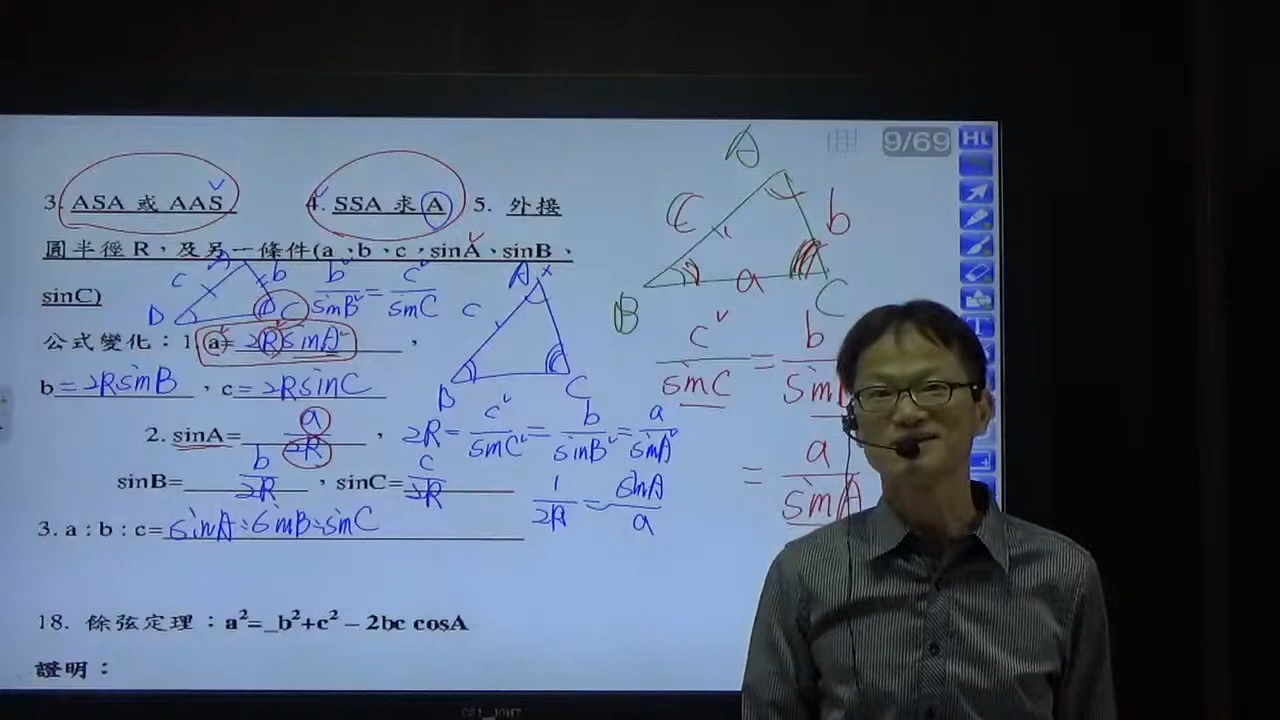 9/69
HL
3. ASA 或 AAS 4. SSA 求 A 5. 外接
圓半徑 R，及另一條件(a、b、c，sinA、sinB、
sinC)
公式變化：1. a=2RsinA，
b=2RsinB，c=2RsinC
2. sinA=a/2R，
sinB=b/2R，sinC=c/2R
3. a : b : c=sinA:sinB:sinC
18. 餘弦定理：a²=_b²+c²－2bc cosA
證明：
A
c
b
B
C
b/sinB=c/sinC
A
c
B
C
2R=c/sinC=b/sinB=a/sinA
1/2R=sinA/a
A
C
b
a
B
C
c/sinC=b/sin
=a/sinA